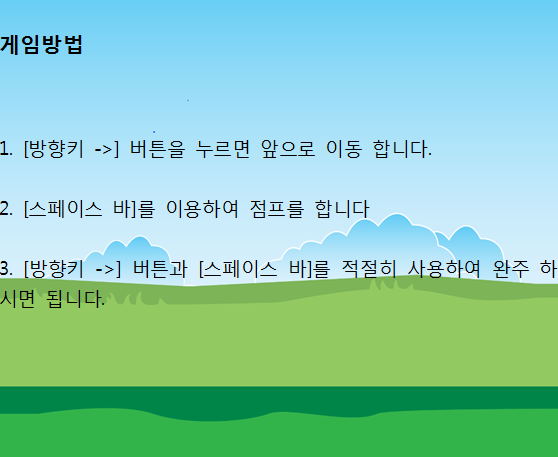 게임방법
1. [방향키 ->] 버튼을 누르면 앞으로 이동 합니다.
2. [스페이스 바]를 이용하여 점프를 합니다
3. [방향키 ->] 버튼과 [스페이스 바]를 적절히 사용하여 완주 하
시면 됩니다.